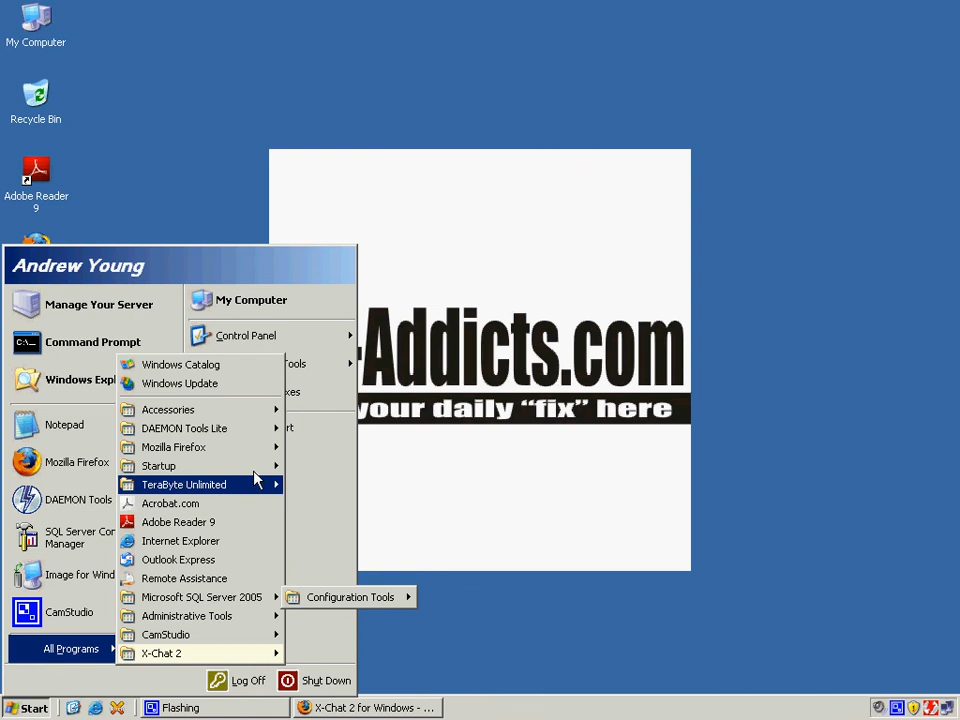 My Computer
Recycle Bin
Adobe Reader
9
Andrew Young
Manage Your Server
Command Prompt
Windows Expl
Notepad
Mozilla Firefox
DAEMON Tools
SQL Server Con
Manager
Image for Wind
CamStudio
All Programs
My Computer
Control Panel
Tools
xes
rt
Windows Catalog
Windows Update
Accessories
DAEMON Tools Lite
Mozilla Firefox
Startup
TeraByte Unlimited
Acrobat.com
Adobe Reader 9
Internet Explorer
Outlook Express
Remote Assistance
Microsoft SQL Server 2005
Administrative Tools
CamStudio
X-Chat 2
Configuration Tools
Log Off
Shut Down
-Addicts.com
your daily "fix" here
Start
Flashing
X-Chat 2 for Windows - ...